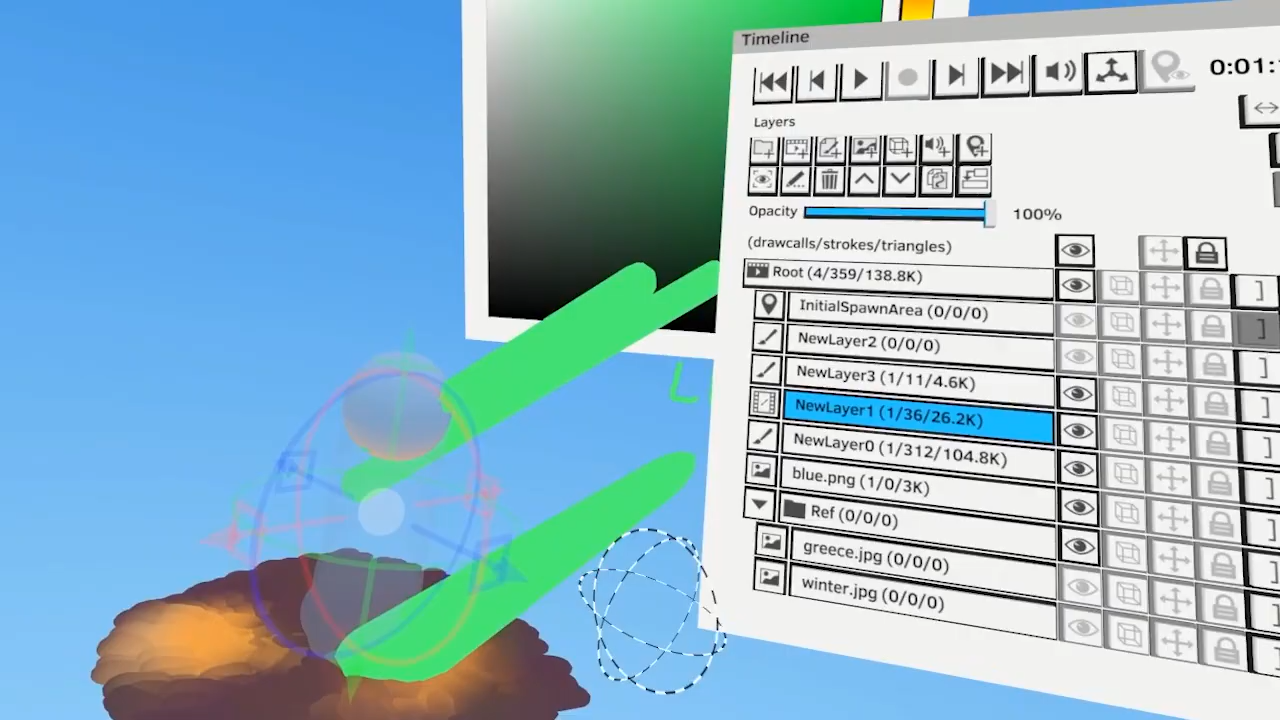 Timeline
0:01:
Layers
Opacity 100%
(drawcalls/strokes/triangles)
Root (4/359/138.8K)
InitialSpawnArea (0/0/0)
NewLayer2 (0/0/0)
NewLayer3 (1/11/4.6K)
NewLayer1 (1/36/26.2K)
NewLayer0 (1/312/104.8K)
blue.png (1/0/3K)
Ref (0/0/0)
greece.jpg (0/0/0)
winter.jpg (0/0/0)